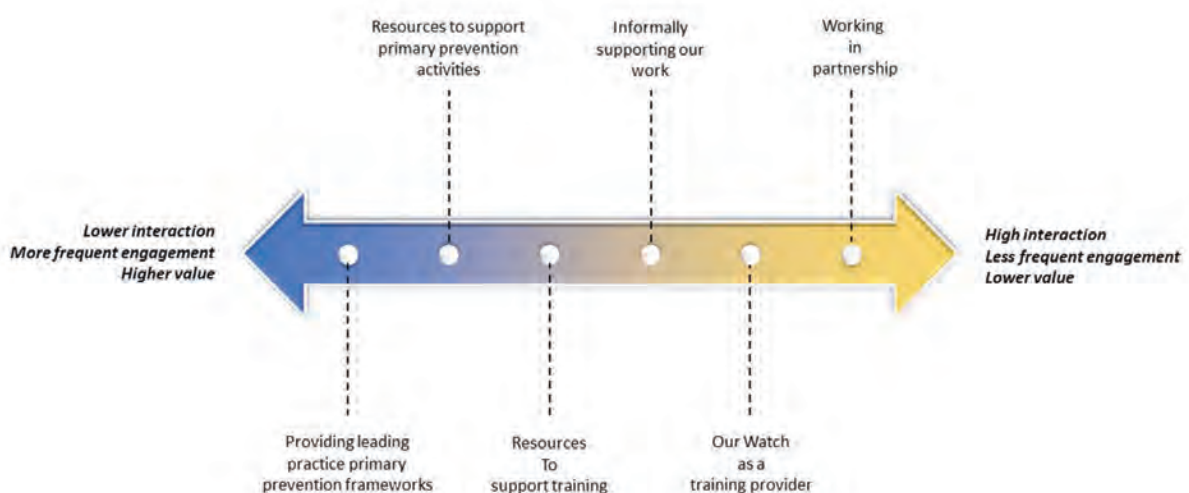 Resources to support
primary prevention
activities
Informally
supporting our
work
Working
in
partnership
Lower interaction
More frequent engagement
Higher value
High interaction
Less frequent engagement
Lower value
Providing leading
practice primary
prevention frameworks
Resources
To
support training
Our Watch
as a
training provider